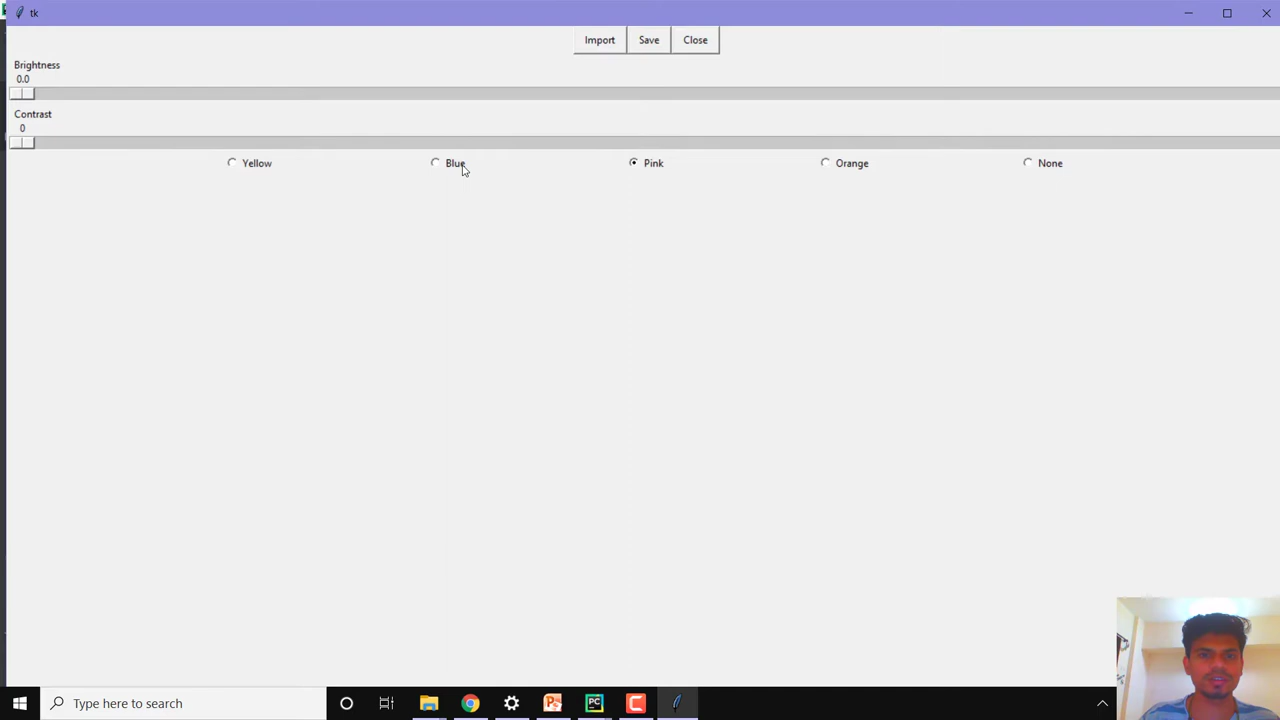 tk
Import Save Close
Brightness
0.0
Contrast
0
Yellow Blue Pink Orange None
Type here to search